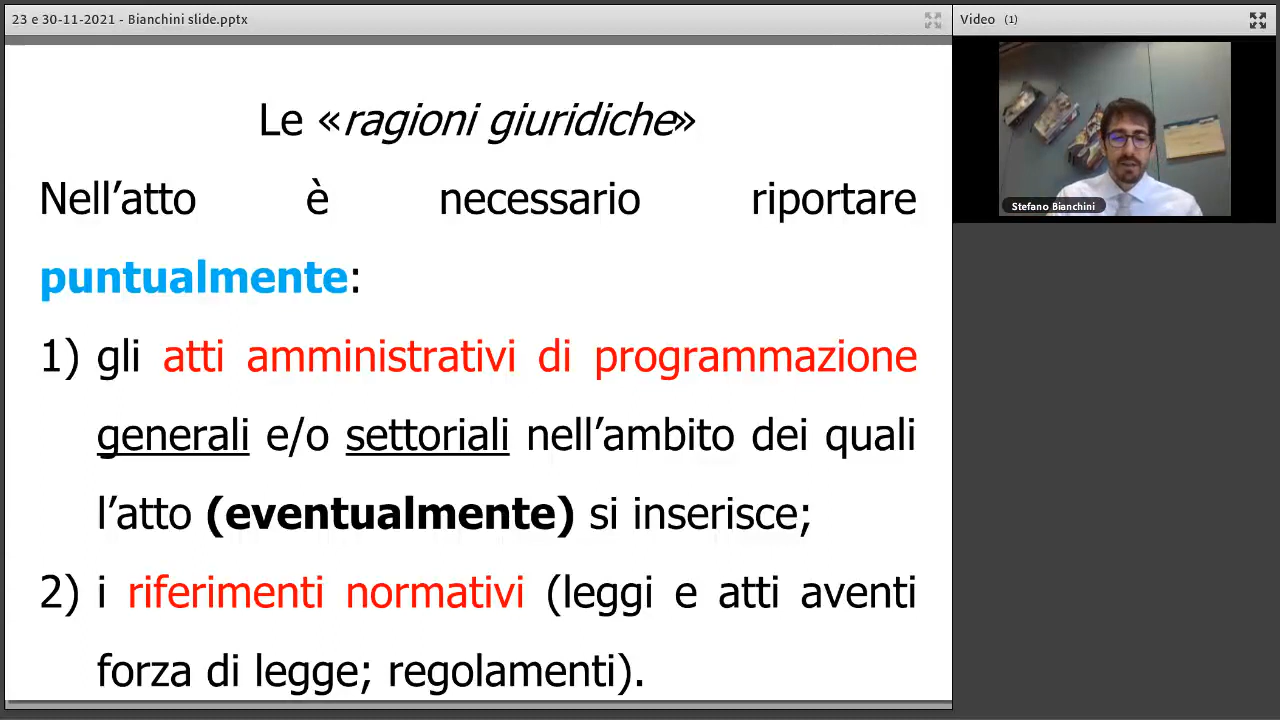 23 e 30-11-2021 - Bianchini slide.pptx
Video (1)
Le «ragioni giuridiche»
Nell’atto è necessario riportare
puntualmente:
1) gli atti amministrativi di programmazione
generali e/o settoriali nell’ambito dei quali
l’atto (eventualmente) si inserisce;
2) i riferimenti normativi (leggi e atti aventi
forza di legge; regolamenti).
Stefano Bianchini